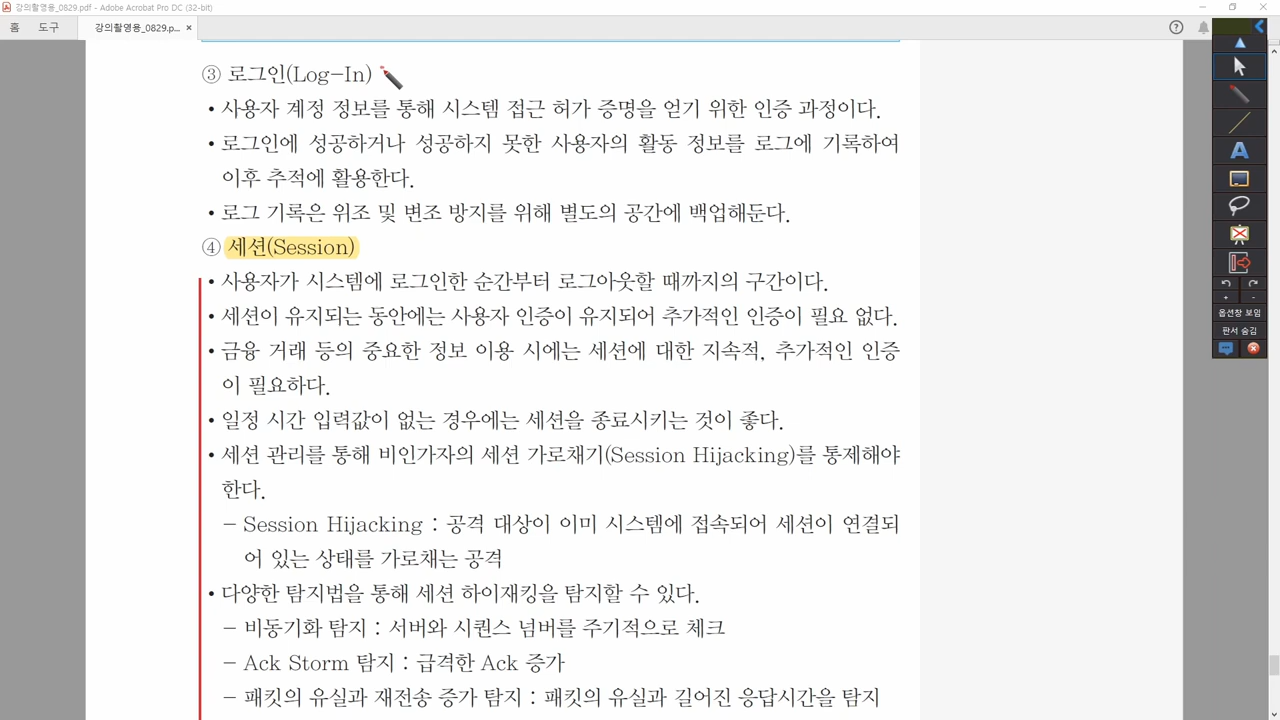 강의촬영용_0829.pdf - Adobe Acrobat Pro DC (32-bit)
홈 도구 강의촬영용_0829.p... ×
③ 로그인(Log-In)
• 사용자 계정 정보를 통해 시스템 접근 허가 증명을 얻기 위한 인증 과정이다.
• 로그인에 성공하거나 성공하지 못한 사용자의 활동 정보를 로그에 기록하여
이후 추적에 활용한다.
• 로그 기록은 위조 및 변조 방지를 위해 별도의 공간에 백업해둔다.
④ 세션(Session)
• 사용자가 시스템에 로그인한 순간부터 로그아웃할 때까지의 구간이다.
• 세션이 유지되는 동안에는 사용자 인증이 유지되어 추가적인 인증이 필요 없다.
• 금융 거래 등의 중요한 정보 이용 시에는 세션에 대한 지속적, 추가적인 인증
이 필요하다.
• 일정 시간 입력값이 없는 경우에는 세션을 종료시키는 것이 좋다.
• 세션 관리를 통해 비인가자의 세션 가로채기(Session Hijacking)를 통제해야
한다.
- Session Hijacking : 공격 대상이 이미 시스템에 접속되어 세션이 연결되
어 있는 상태를 가로채는 공격
• 다양한 탐지법을 통해 세션 하이재킹을 탐지할 수 있다.
- 비동기화 탐지 : 서버와 시퀀스 넘버를 주기적으로 체크
- Ack Storm 탐지 : 급격한 Ack 증가
- 패킷의 유실과 재전송 증가 탐지 : 패킷의 유실과 길어진 응답시간을 탐지
A
+ -
옵션창 보임
판서 숨김